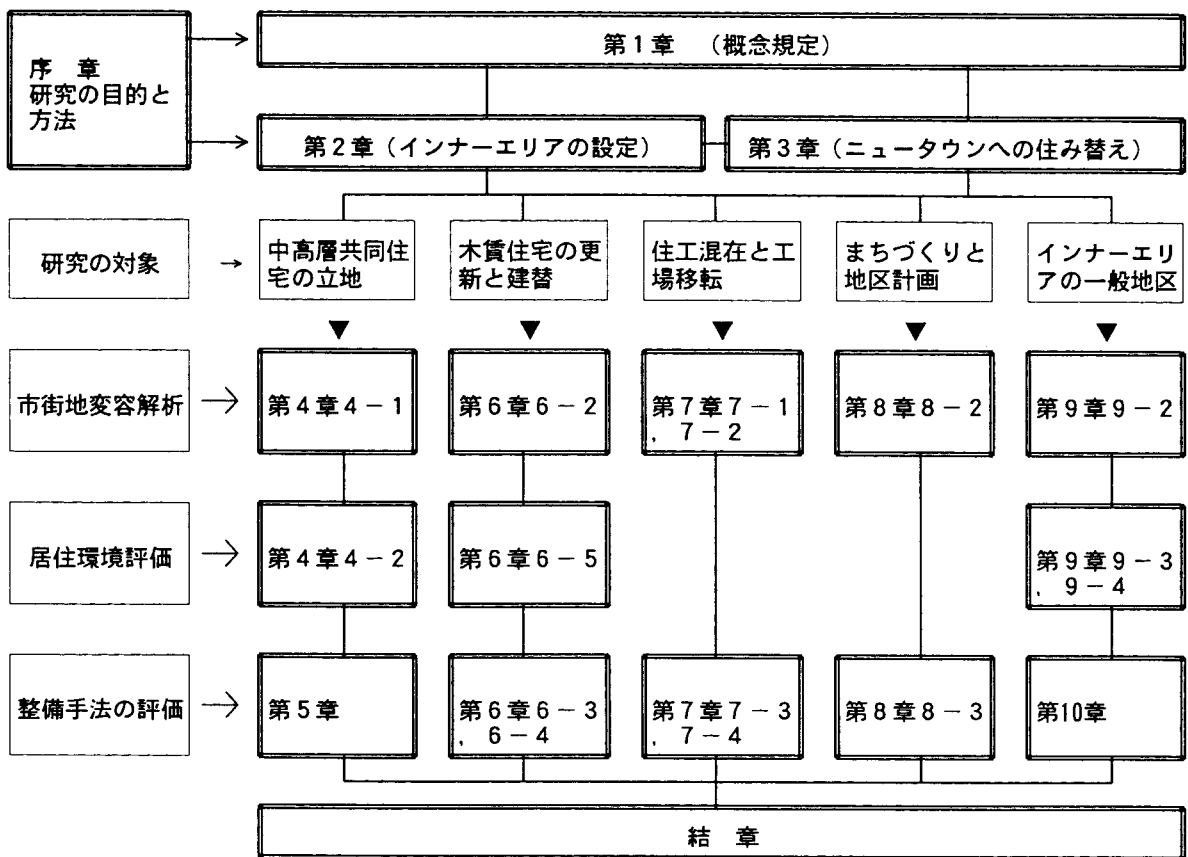 第1章　（概念規定）
序　章
研究の目的と
方法
第2章（インナーエリアの設定）
第3章（ニュータウンへの住み替え）
研究の対象
→
中高層共同住
宅の立地
木賃住宅の更
新と建替
住工混在と工
場移転
まちづくりと
地区計画
インナーエリ
アの一般地区
市街地変容解析
第4章4－1
第6章6－2
第7章7－1
，7－2
第8章8－2
第9章9－2
居住環境評価
第4章4－2
第6章6－5
第9章9－3
，9－4
整備手法の評価
第5章
第6章6－3
，6－4
第7章7－3
，7－4
第8章8－3
第10章
結　章